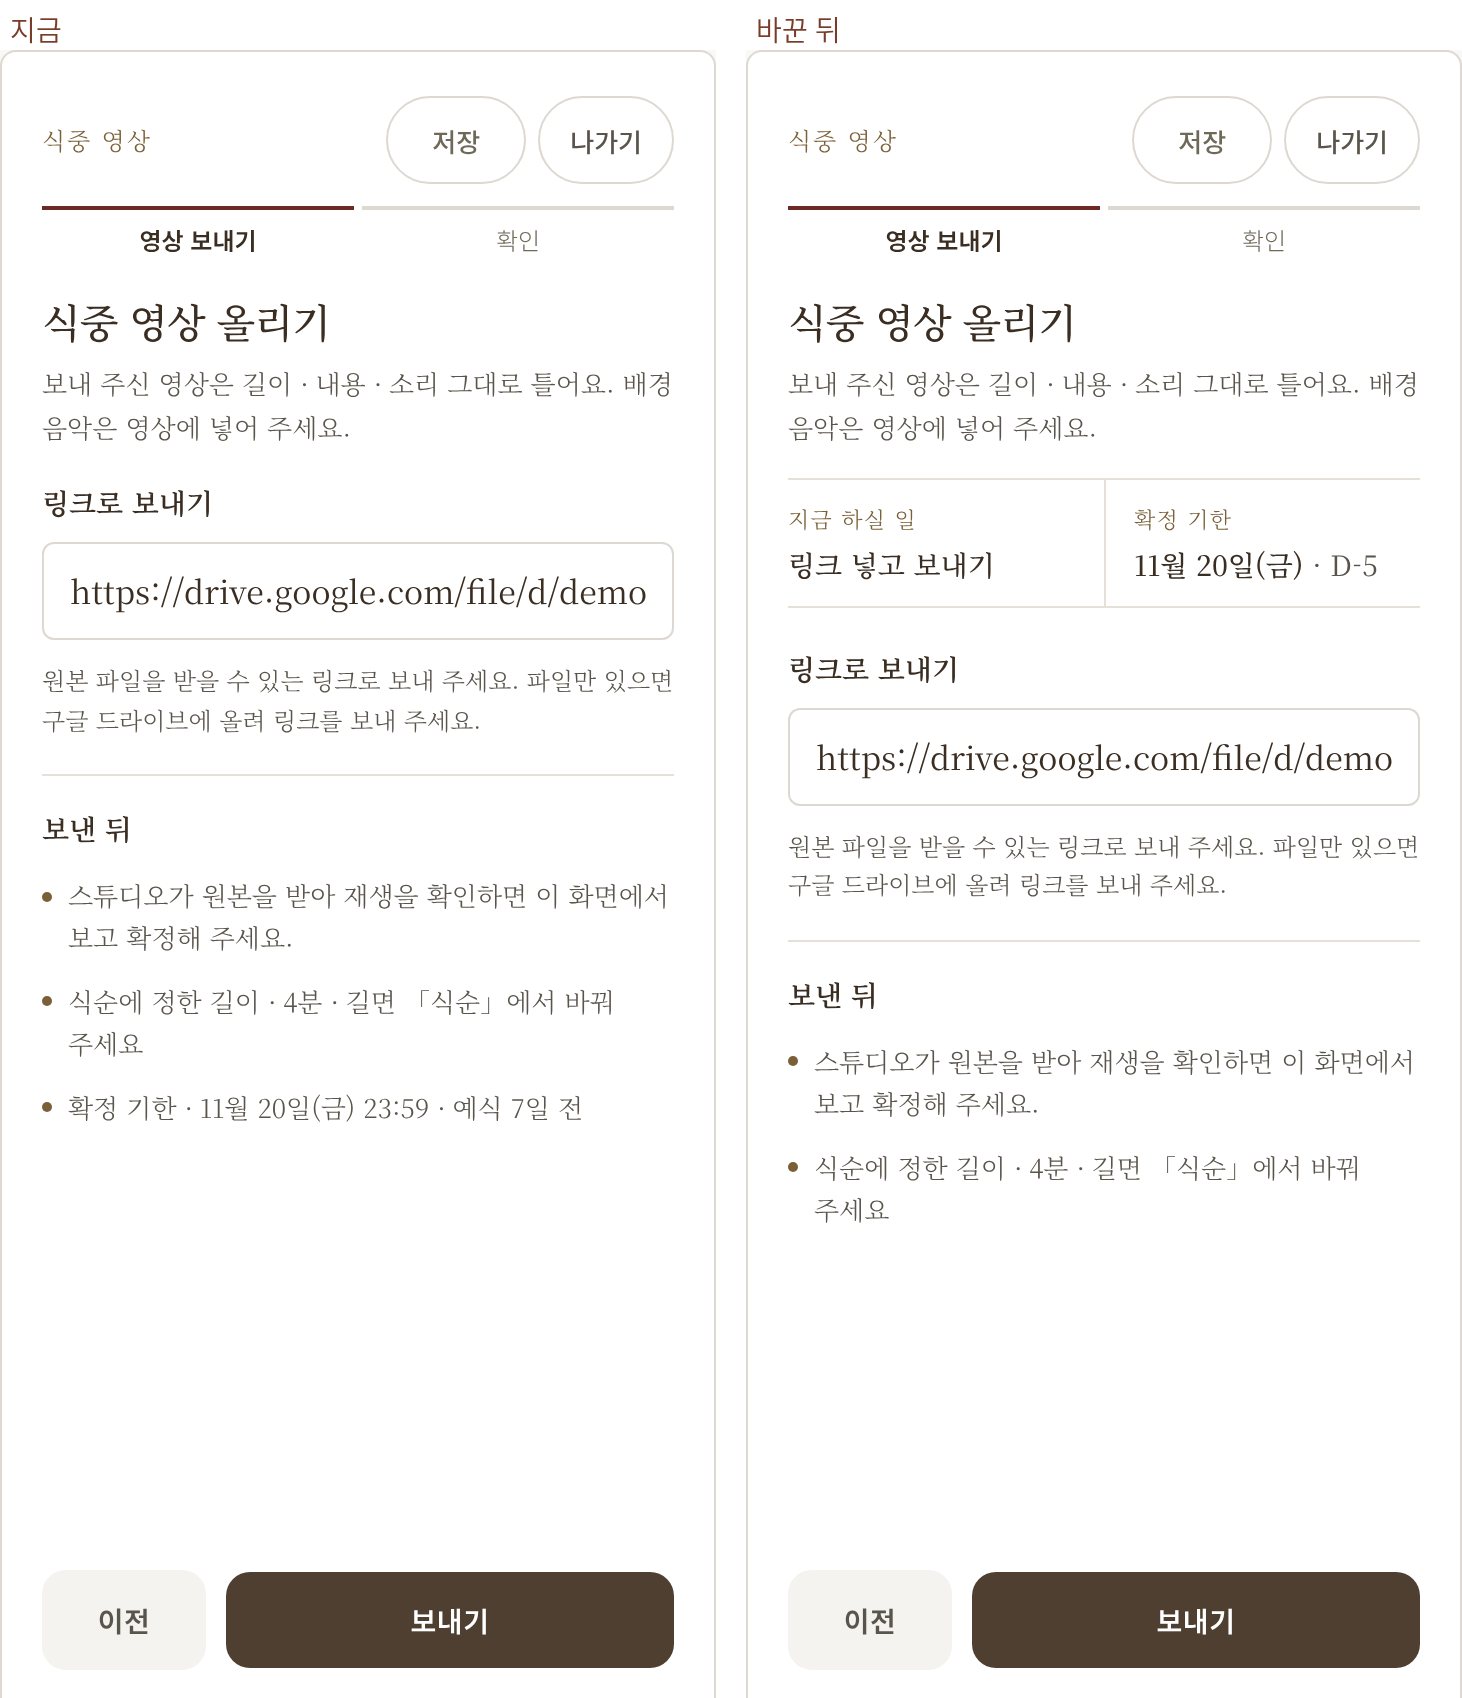 지금
식중 영상
저장
나가기
영상 보내기
확인
식중 영상 올리기
보내 주신 영상은 길이 · 내용 · 소리 그대로 틀어요. 배경
음악은 영상에 넣어 주세요.
링크로 보내기
https://drive.google.com/file/d/demo
원본 파일을 받을 수 있는 링크로 보내 주세요. 파일만 있으면
구글 드라이브에 올려 링크를 보내 주세요.
보낸 뒤
스튜디오가 원본을 받아 재생을 확인하면 이 화면에서
보고 확정해 주세요.
식순에 정한 길이 · 4분 · 길면 「식순」에서 바꿔
주세요
확정 기한 · 11월 20일(금) 23:59 · 예식 7일 전
이전
보내기
바꾼 뒤
식중 영상
저장
나가기
영상 보내기
확인
식중 영상 올리기
보내 주신 영상은 길이 · 내용 · 소리 그대로 틀어요. 배경
음악은 영상에 넣어 주세요.
지금 하실 일
링크 넣고 보내기
확정 기한
11월 20일(금) · D-5
링크로 보내기
https://drive.google.com/file/d/demo
원본 파일을 받을 수 있는 링크로 보내 주세요. 파일만 있으면
구글 드라이브에 올려 링크를 보내 주세요.
보낸 뒤
스튜디오가 원본을 받아 재생을 확인하면 이 화면에서
보고 확정해 주세요.
식순에 정한 길이 · 4분 · 길면 「식순」에서 바꿔
주세요
이전
보내기